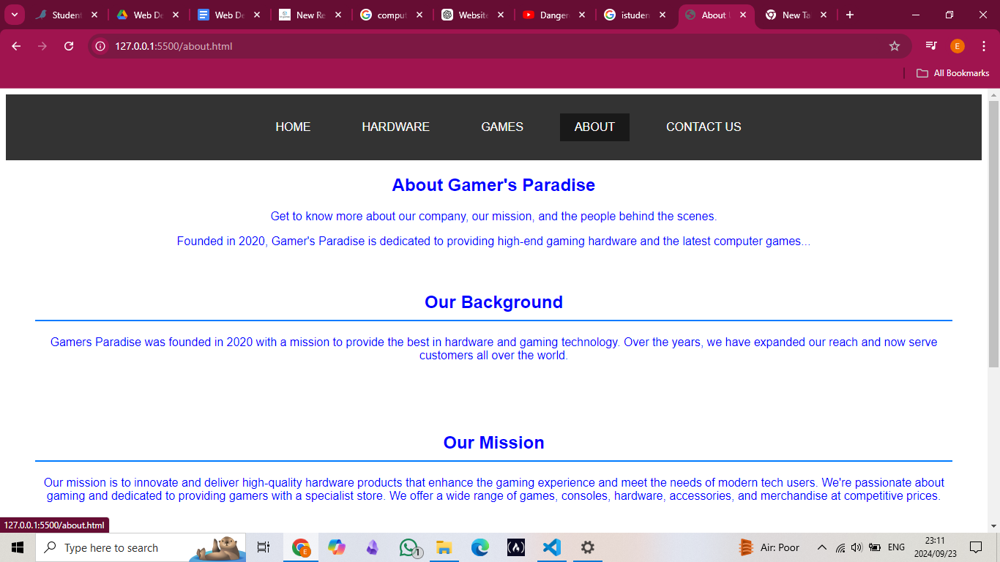 Student
Web De
Web De
New Re
comput
Website
Danger
istuden
About
New Ta
127.0.0.1:5500/about.html
E
All Bookmarks
HOME HARDWARE GAMES ABOUT CONTACT US
About Gamer's Paradise
Get to know more about our company, our mission, and the people behind the scenes.
Founded in 2020, Gamer's Paradise is dedicated to providing high-end gaming hardware and the latest computer games...
Our Background
Gamers Paradise was founded in 2020 with a mission to provide the best in hardware and gaming technology. Over the years, we have expanded our reach and now serve
customers all over the world.
Our Mission
Our mission is to innovate and deliver high-quality hardware products that enhance the gaming experience and meet the needs of modern tech users. We're passionate about
gaming and dedicated to providing gamers with a specialist store. We offer a wide range of games, consoles, hardware, accessories, and merchandise at competitive prices.
127.0.0.1:5500/about.html
Type here to search
E
1
Air: Poor
ENG
23:11
2024/09/23